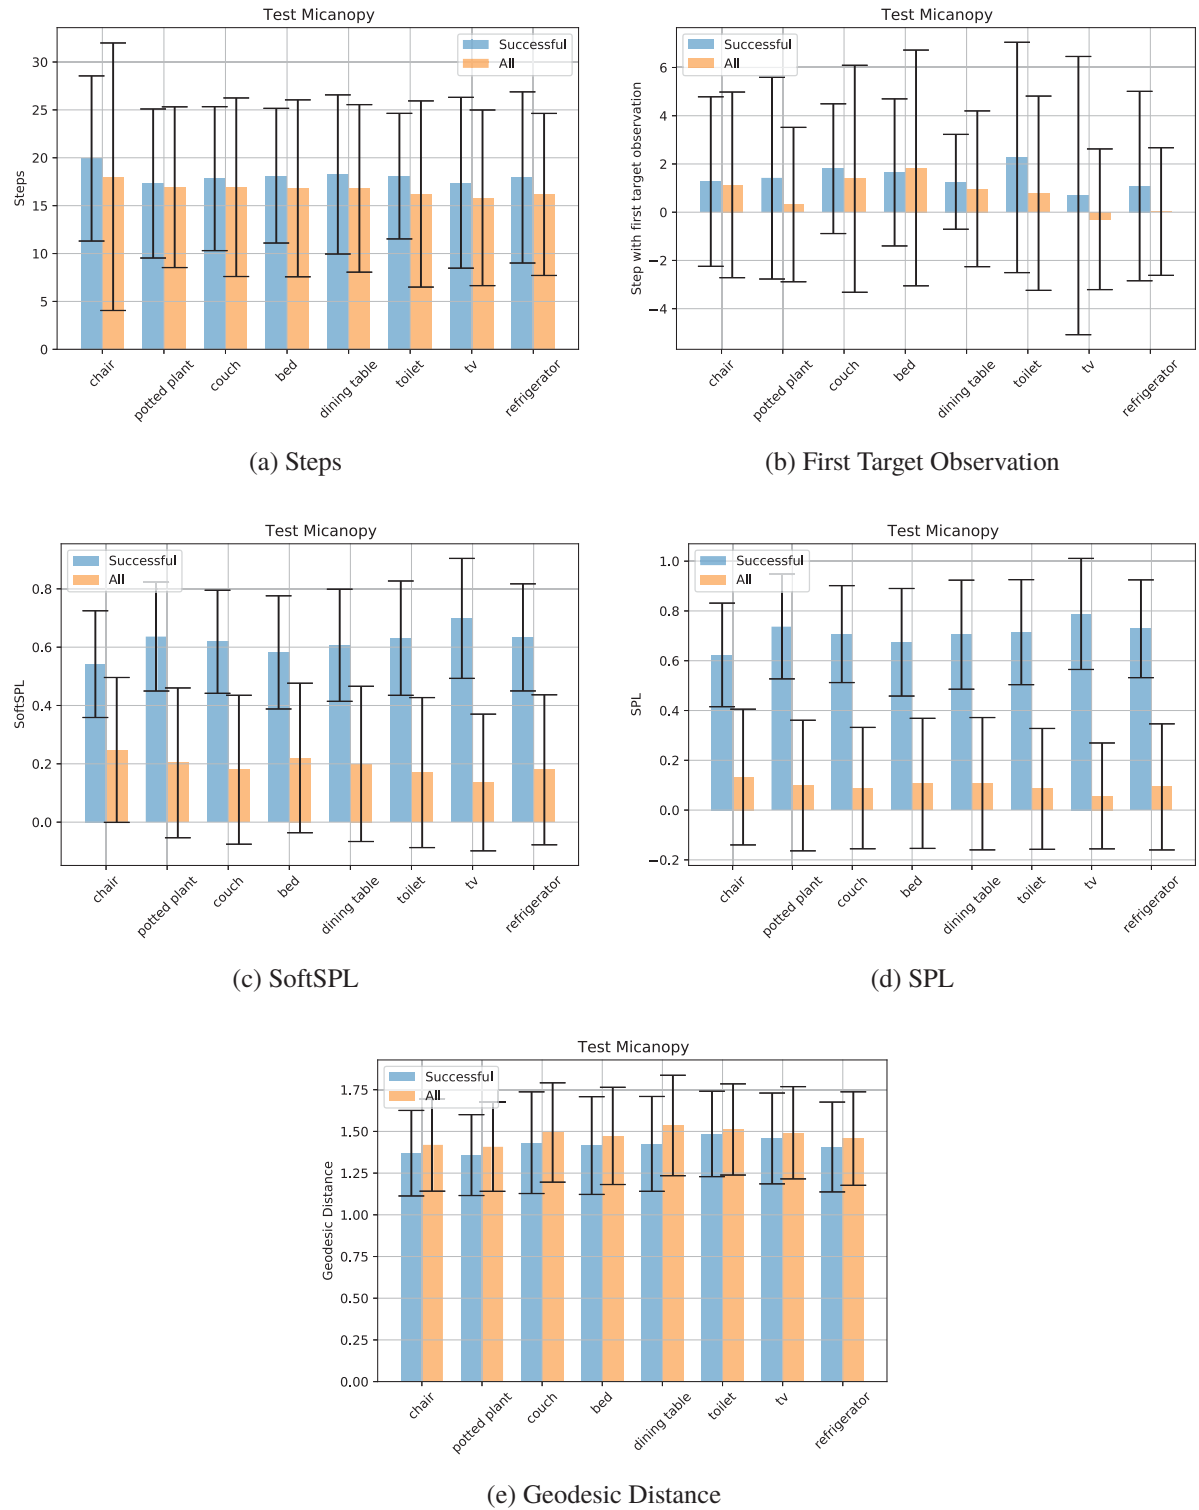 Test Micanopy
Successful
All
Steps
30
25
20
15
10
5
0
chair
potted plant
couch
bed
dining table
toilet
tv
refrigerator
(a) Steps
Test Micanopy
Successful
All
Step with first target observation
6
4
2
0
−2
−4
chair
potted plant
couch
bed
dining table
toilet
tv
refrigerator
(b) First Target Observation
Test Micanopy
Successful
All
SoftSPL
0.8
0.6
0.4
0.2
0.0
chair
potted plant
couch
bed
dining table
toilet
tv
refrigerator
(c) SoftSPL
Test Micanopy
Successful
All
SPL
1.0
0.8
0.6
0.4
0.2
0.0
−0.2
chair
potted plant
couch
bed
dining table
toilet
tv
refrigerator
(d) SPL
Test Micanopy
Successful
All
Geodesic Distance
1.75
1.50
1.25
1.00
0.75
0.50
0.25
0.00
chair
potted plant
couch
bed
dining table
toilet
tv
refrigerator
(e) Geodesic Distance